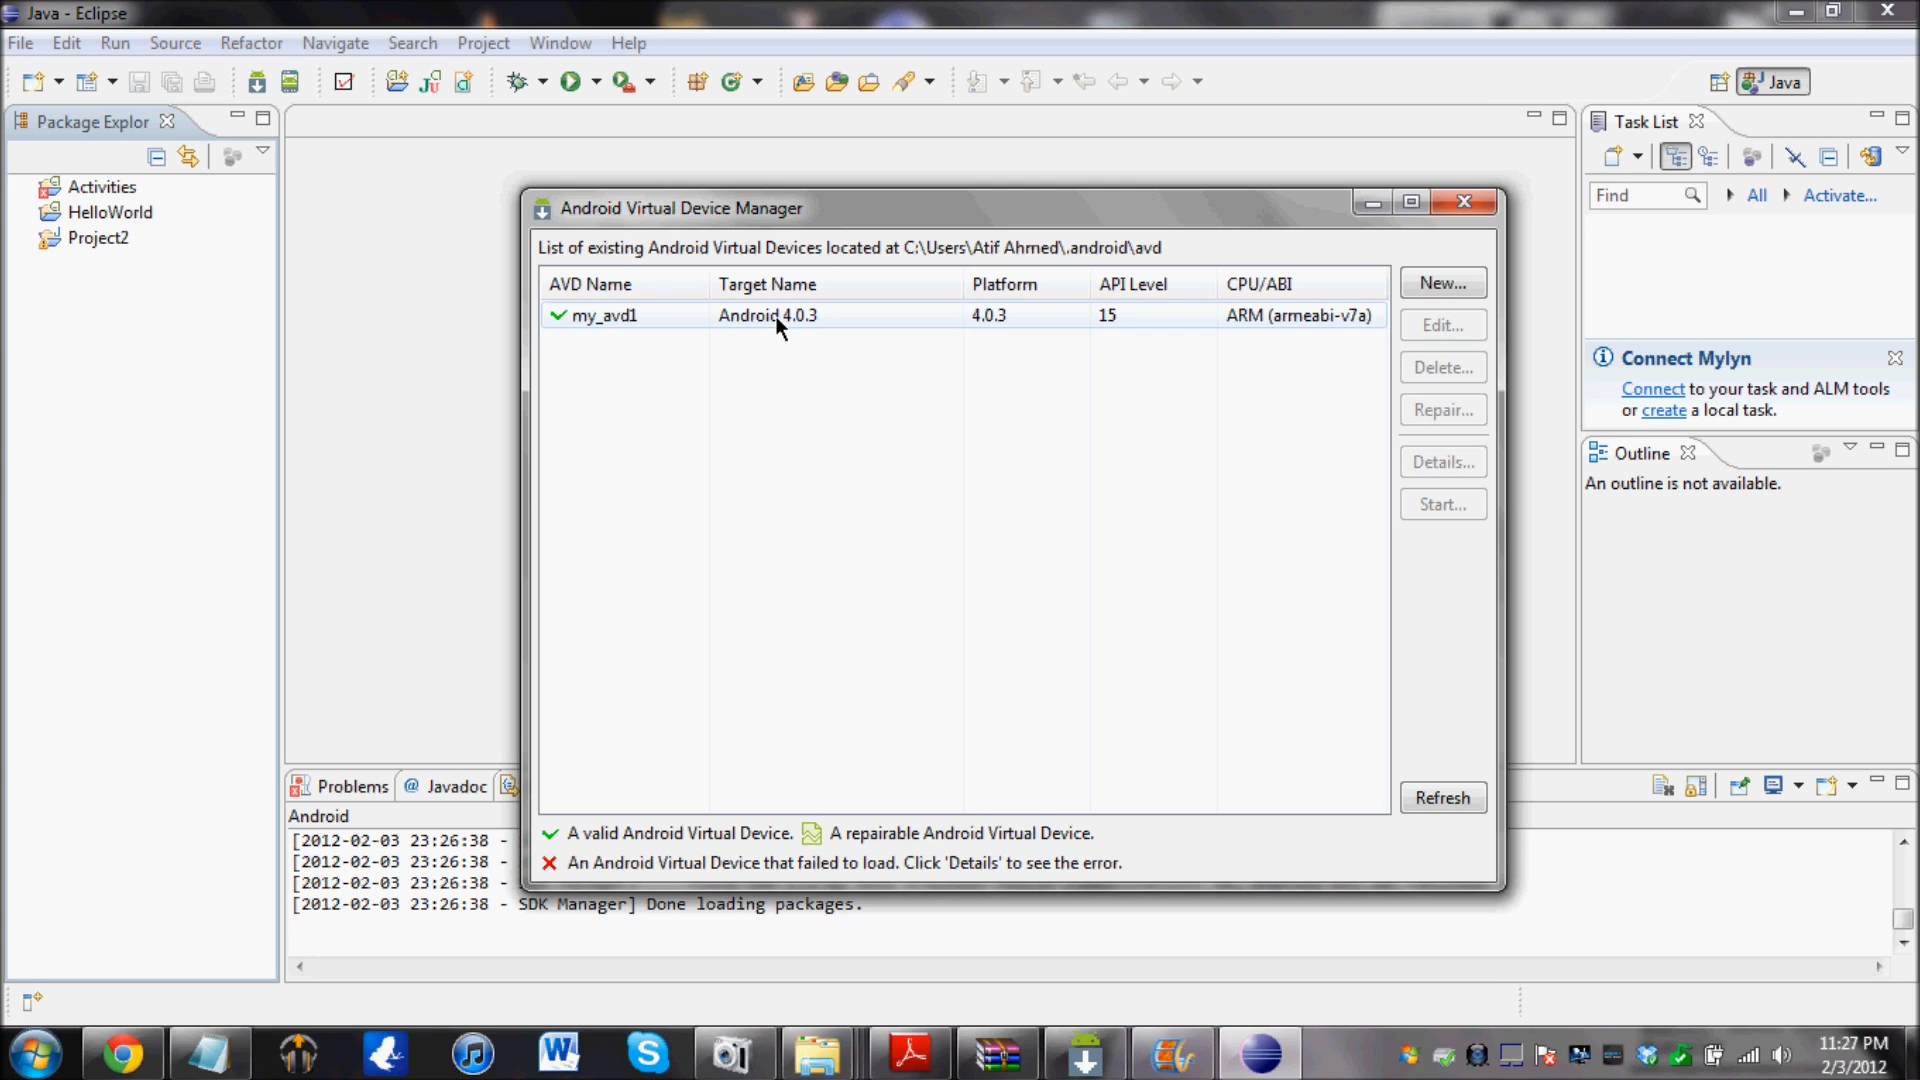 Java - Eclipse
File Edit Run Source Refactor Navigate Search Project Window Help
Java
Package Explor
Activities
HelloWorld
Project2
Task List
Find All Activate...
Connect Mylyn
Connect to your task and ALM tools
or create a local task.
Outline
An outline is not available.
Android Virtual Device Manager
List of existing Android Virtual Devices located at C:\Users\Atif Ahmed\.android\avd
AVD Name Target Name Platform API Level CPU/ABI
my_avd1 Android 4.0.3 4.0.3 15 ARM (armeabi-v7a)
New...
Edit...
Delete...
Repair...
Details...
Start...
Refresh
A valid Android Virtual Device. A repairable Android Virtual Device.
An Android Virtual Device that failed to load. Click 'Details' to see the error.
Problems @ Javadoc
Android
[2012-02-03 23:26:38 -
[2012-02-03 23:26:38 -
[2012-02-03 23:26:38 -
[2012-02-03 23:26:38 - SDK Manager] Done loading packages.
11:27 PM
2/3/2012